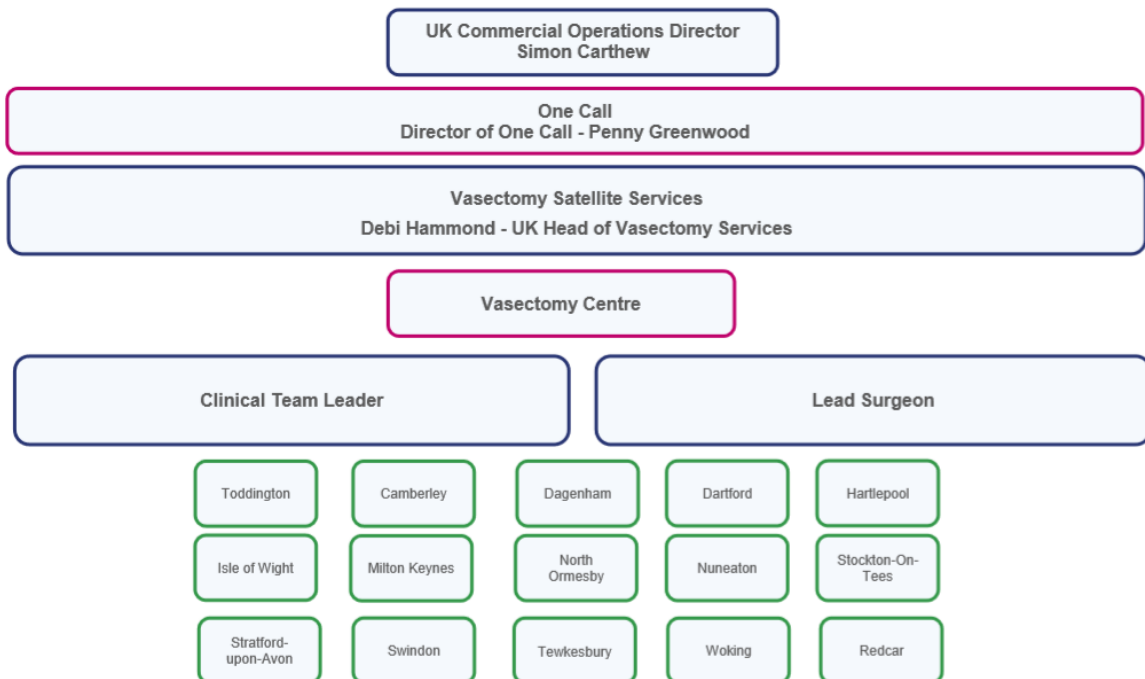 UK Commercial Operations Director
Simon Carthew
One Call
Director of One Call - Penny Greenwood
Vasectomy Satellite Services
Debi Hammond - UK Head of Vasectomy Services
Vasectomy Centre
Clinical Team Leader
Lead Surgeon
Toddington
Camberley
Dagenham
Dartford
Hartlepool
Isle of Wight
Milton Keynes
North
Ormesby
Nuneaton
Stockton-On-
Tees
Stratford-
upon-Avon
Swindon
Tewkesbury
Woking
Redcar